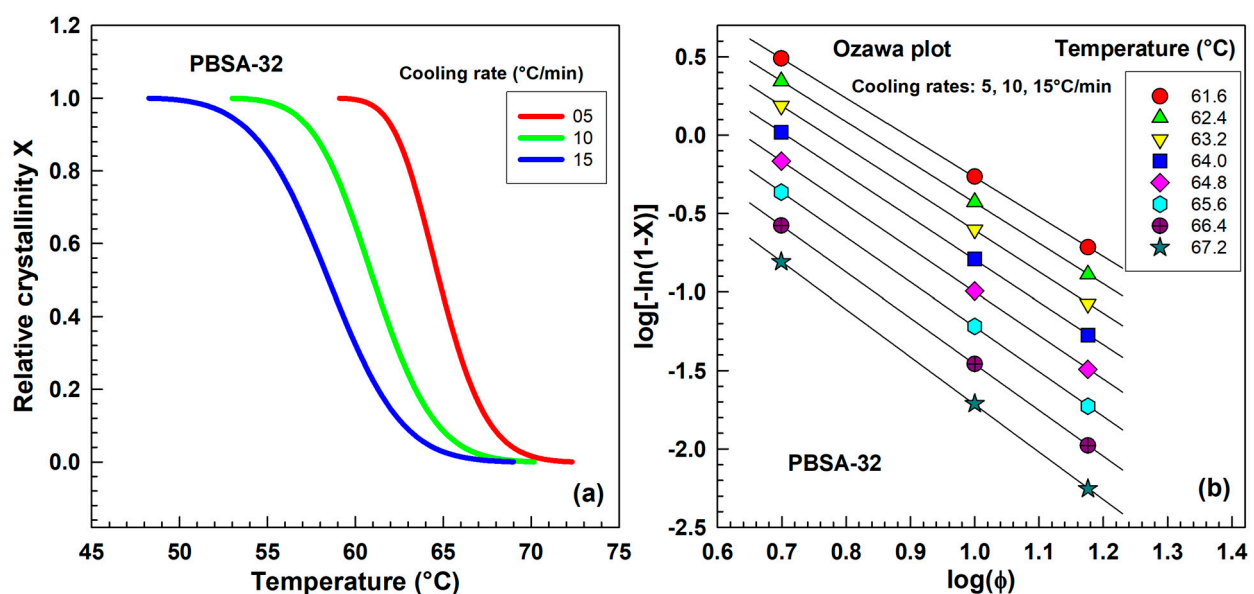 1.2
1.0
0.8
0.6
0.4
0.2
0.0
Relative crystallinity X
PBSA-32
Cooling rate (°C/min)
05
10
15
(a)
45 50 55 60 65 70 75
Temperature (°C)
0.5
0.0
-0.5
-1.0
-1.5
-2.0
-2.5
log[-ln(1-X)]
Ozawa plot
Cooling rates: 5, 10, 15°C/min
Temperature (°C)
61.6
62.4
63.2
64.0
64.8
65.6
66.4
67.2
PBSA-32
(b)
0.6 0.7 0.8 0.9 1.0 1.1 1.2 1.3 1.4
log(ϕ)